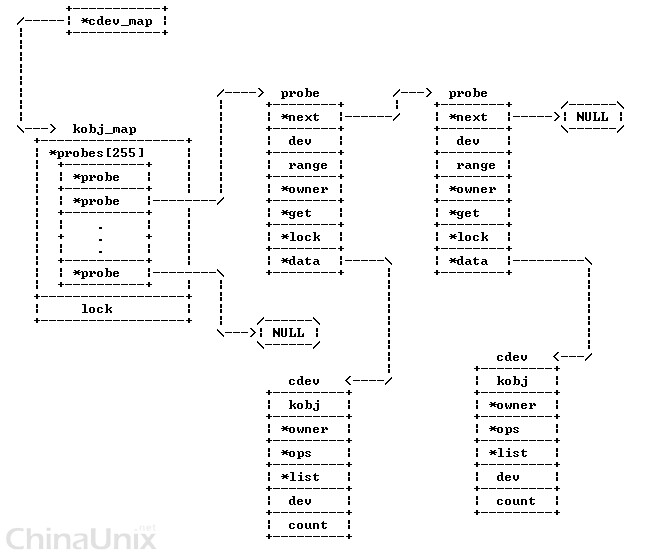 *cdev_map
probe
probe
*next
*next
NULL
kobj_map
dev
dev
*probes[255]
range
range
*probe
*owner
*owner
*probe
*get
*get
.
.
.
*lock
*lock
*probe
*data
*data
lock
NULL
cdev
cdev
kobj
kobj
*owner
*owner
*ops
*ops
*list
*list
dev
dev
count
count
ChinaUnix.net